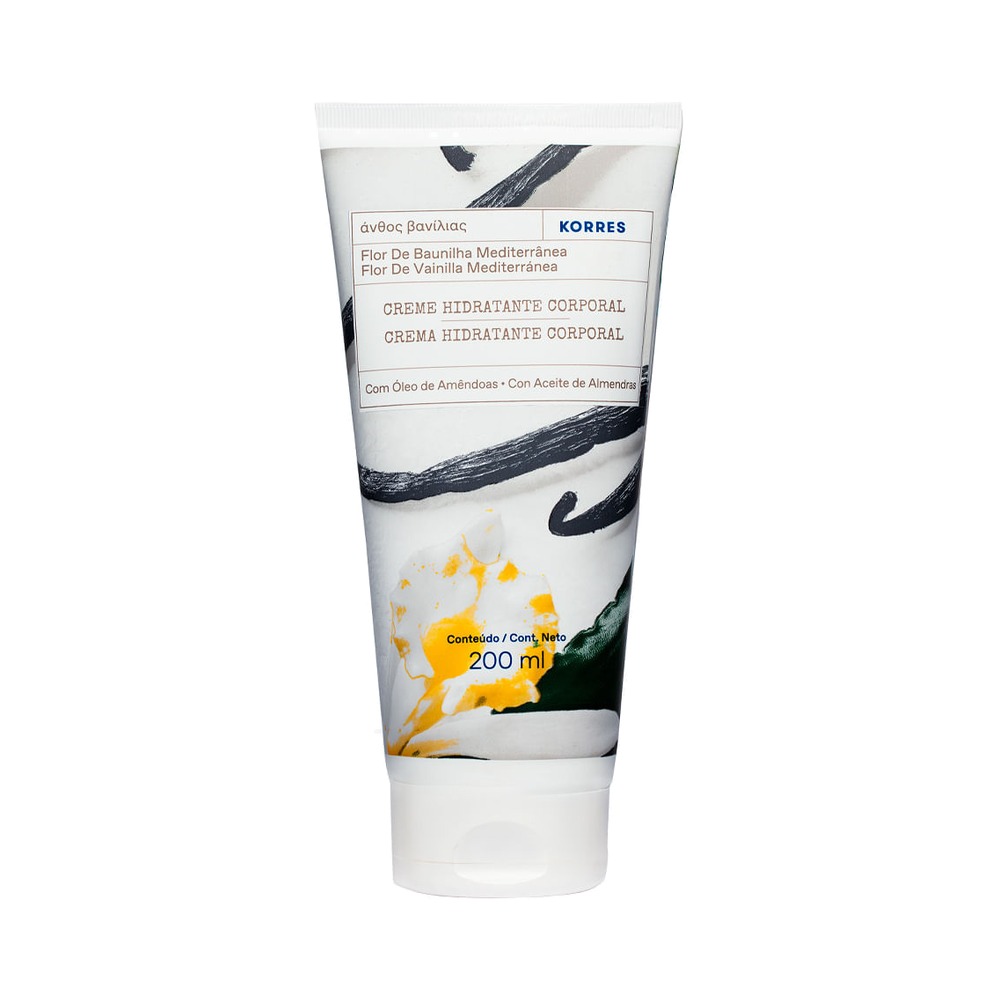 άνθος βανίλιας
KORRES
Flor De Baunilha Mediterrânea
Flor De Vainilla Mediterránea
CREME HIDRATANTE CORPORAL
CREMA HIDRATANTE CORPORAL
Com Óleo de Amêndoas • Con Aceite de Almendras
Conteúdo / Cont. Neto
200 ml